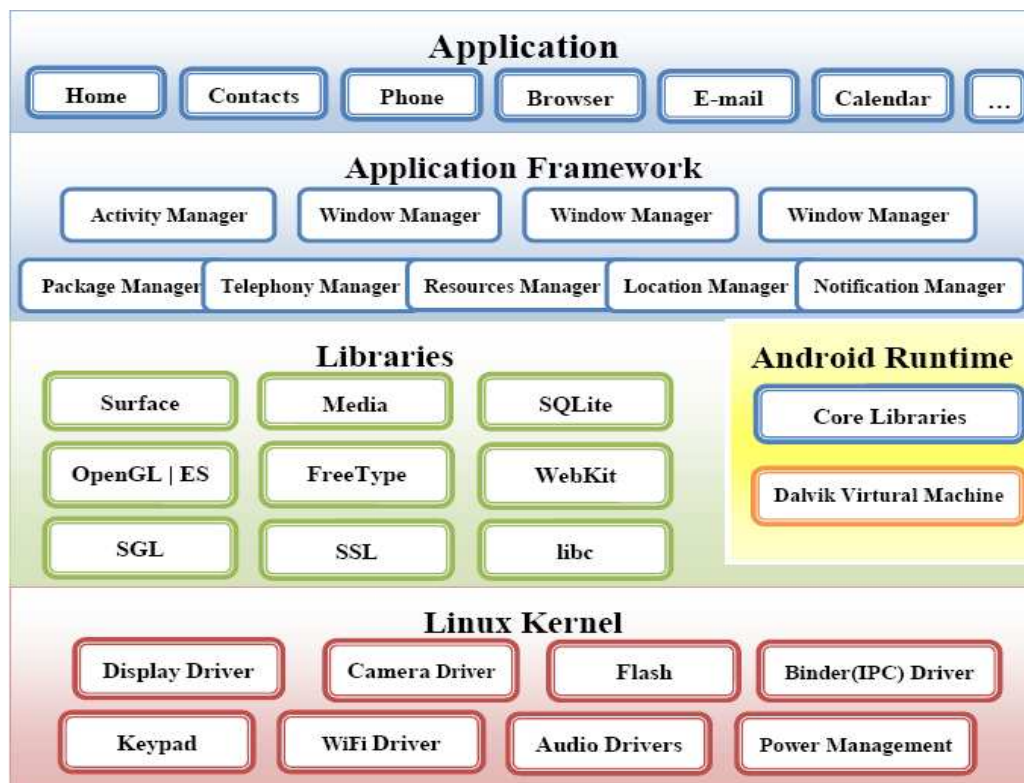 Application
Home Contacts Phone Browser E-mail Calendar ...
Application Framework
Activity Manager Window Manager Window Manager Window Manager
Package Manager Telephony Manager Resources Manager Location Manager Notification Manager
Libraries
Surface Media SQLite
OpenGL | ES FreeType WebKit
SGL SSL libc
Android Runtime
Core Libraries
Dalvik Virtural Machine
Linux Kernel
Display Driver Camera Driver Flash Binder(IPC) Driver
Keypad WiFi Driver Audio Drivers Power Management